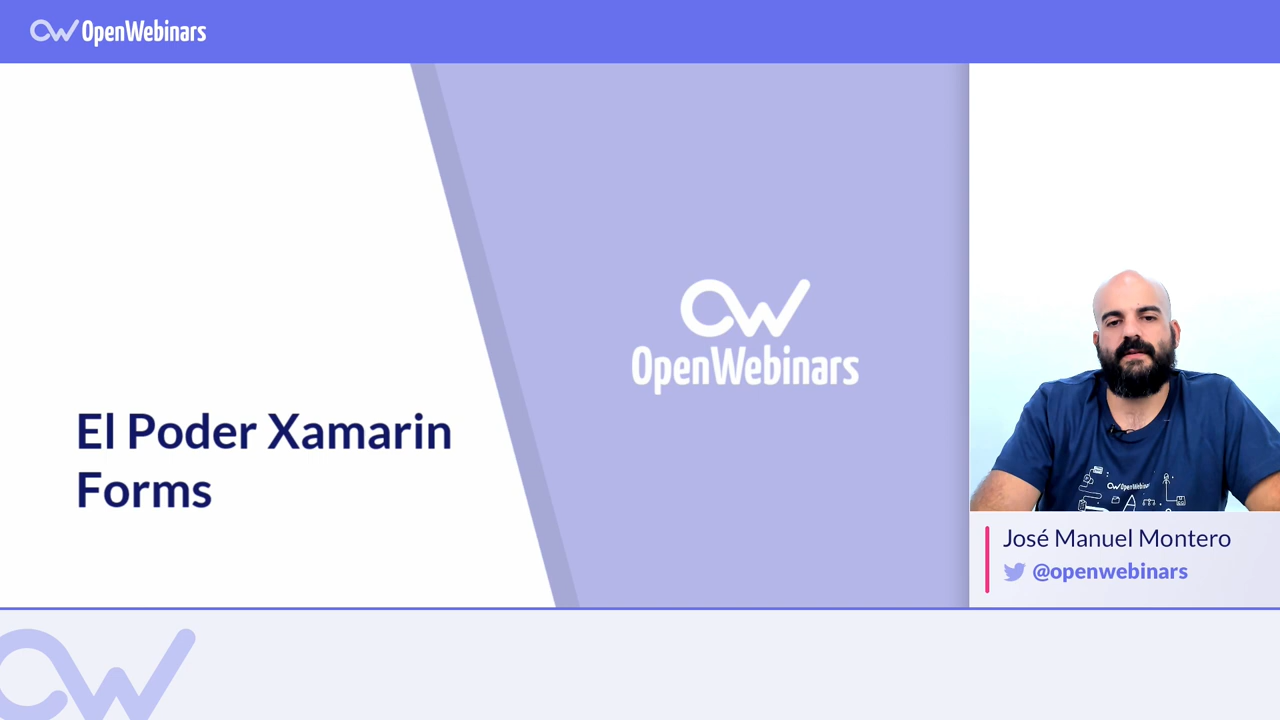 OpenWebinars
OpenWebinars
El Poder Xamarin
Forms
José Manuel Montero
@openwebinars